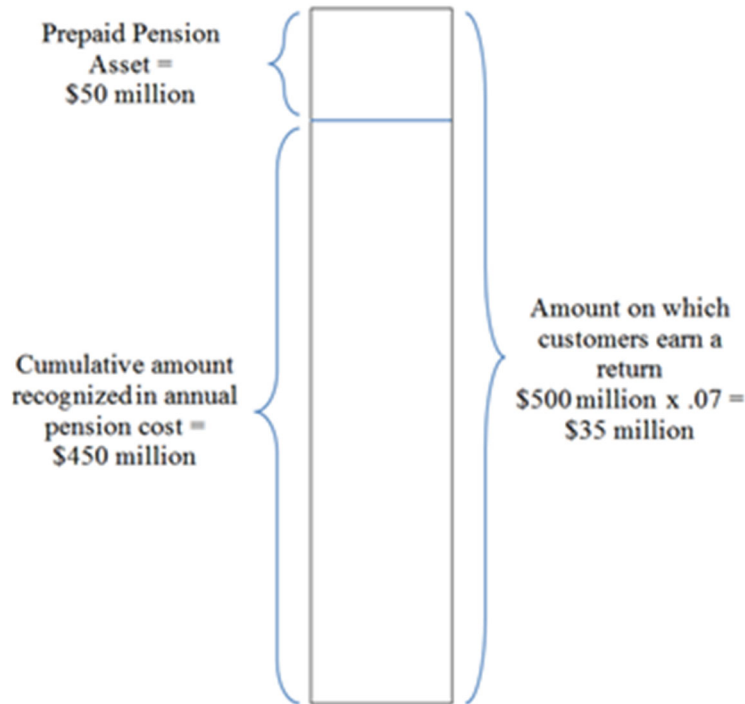 Prepaid Pension
Asset =
$50 million
Cumulative amount
recognized in annual
pension cost =
$450 million
Amount on which
customers earn a
return
$500 million x .07 =
$35 million